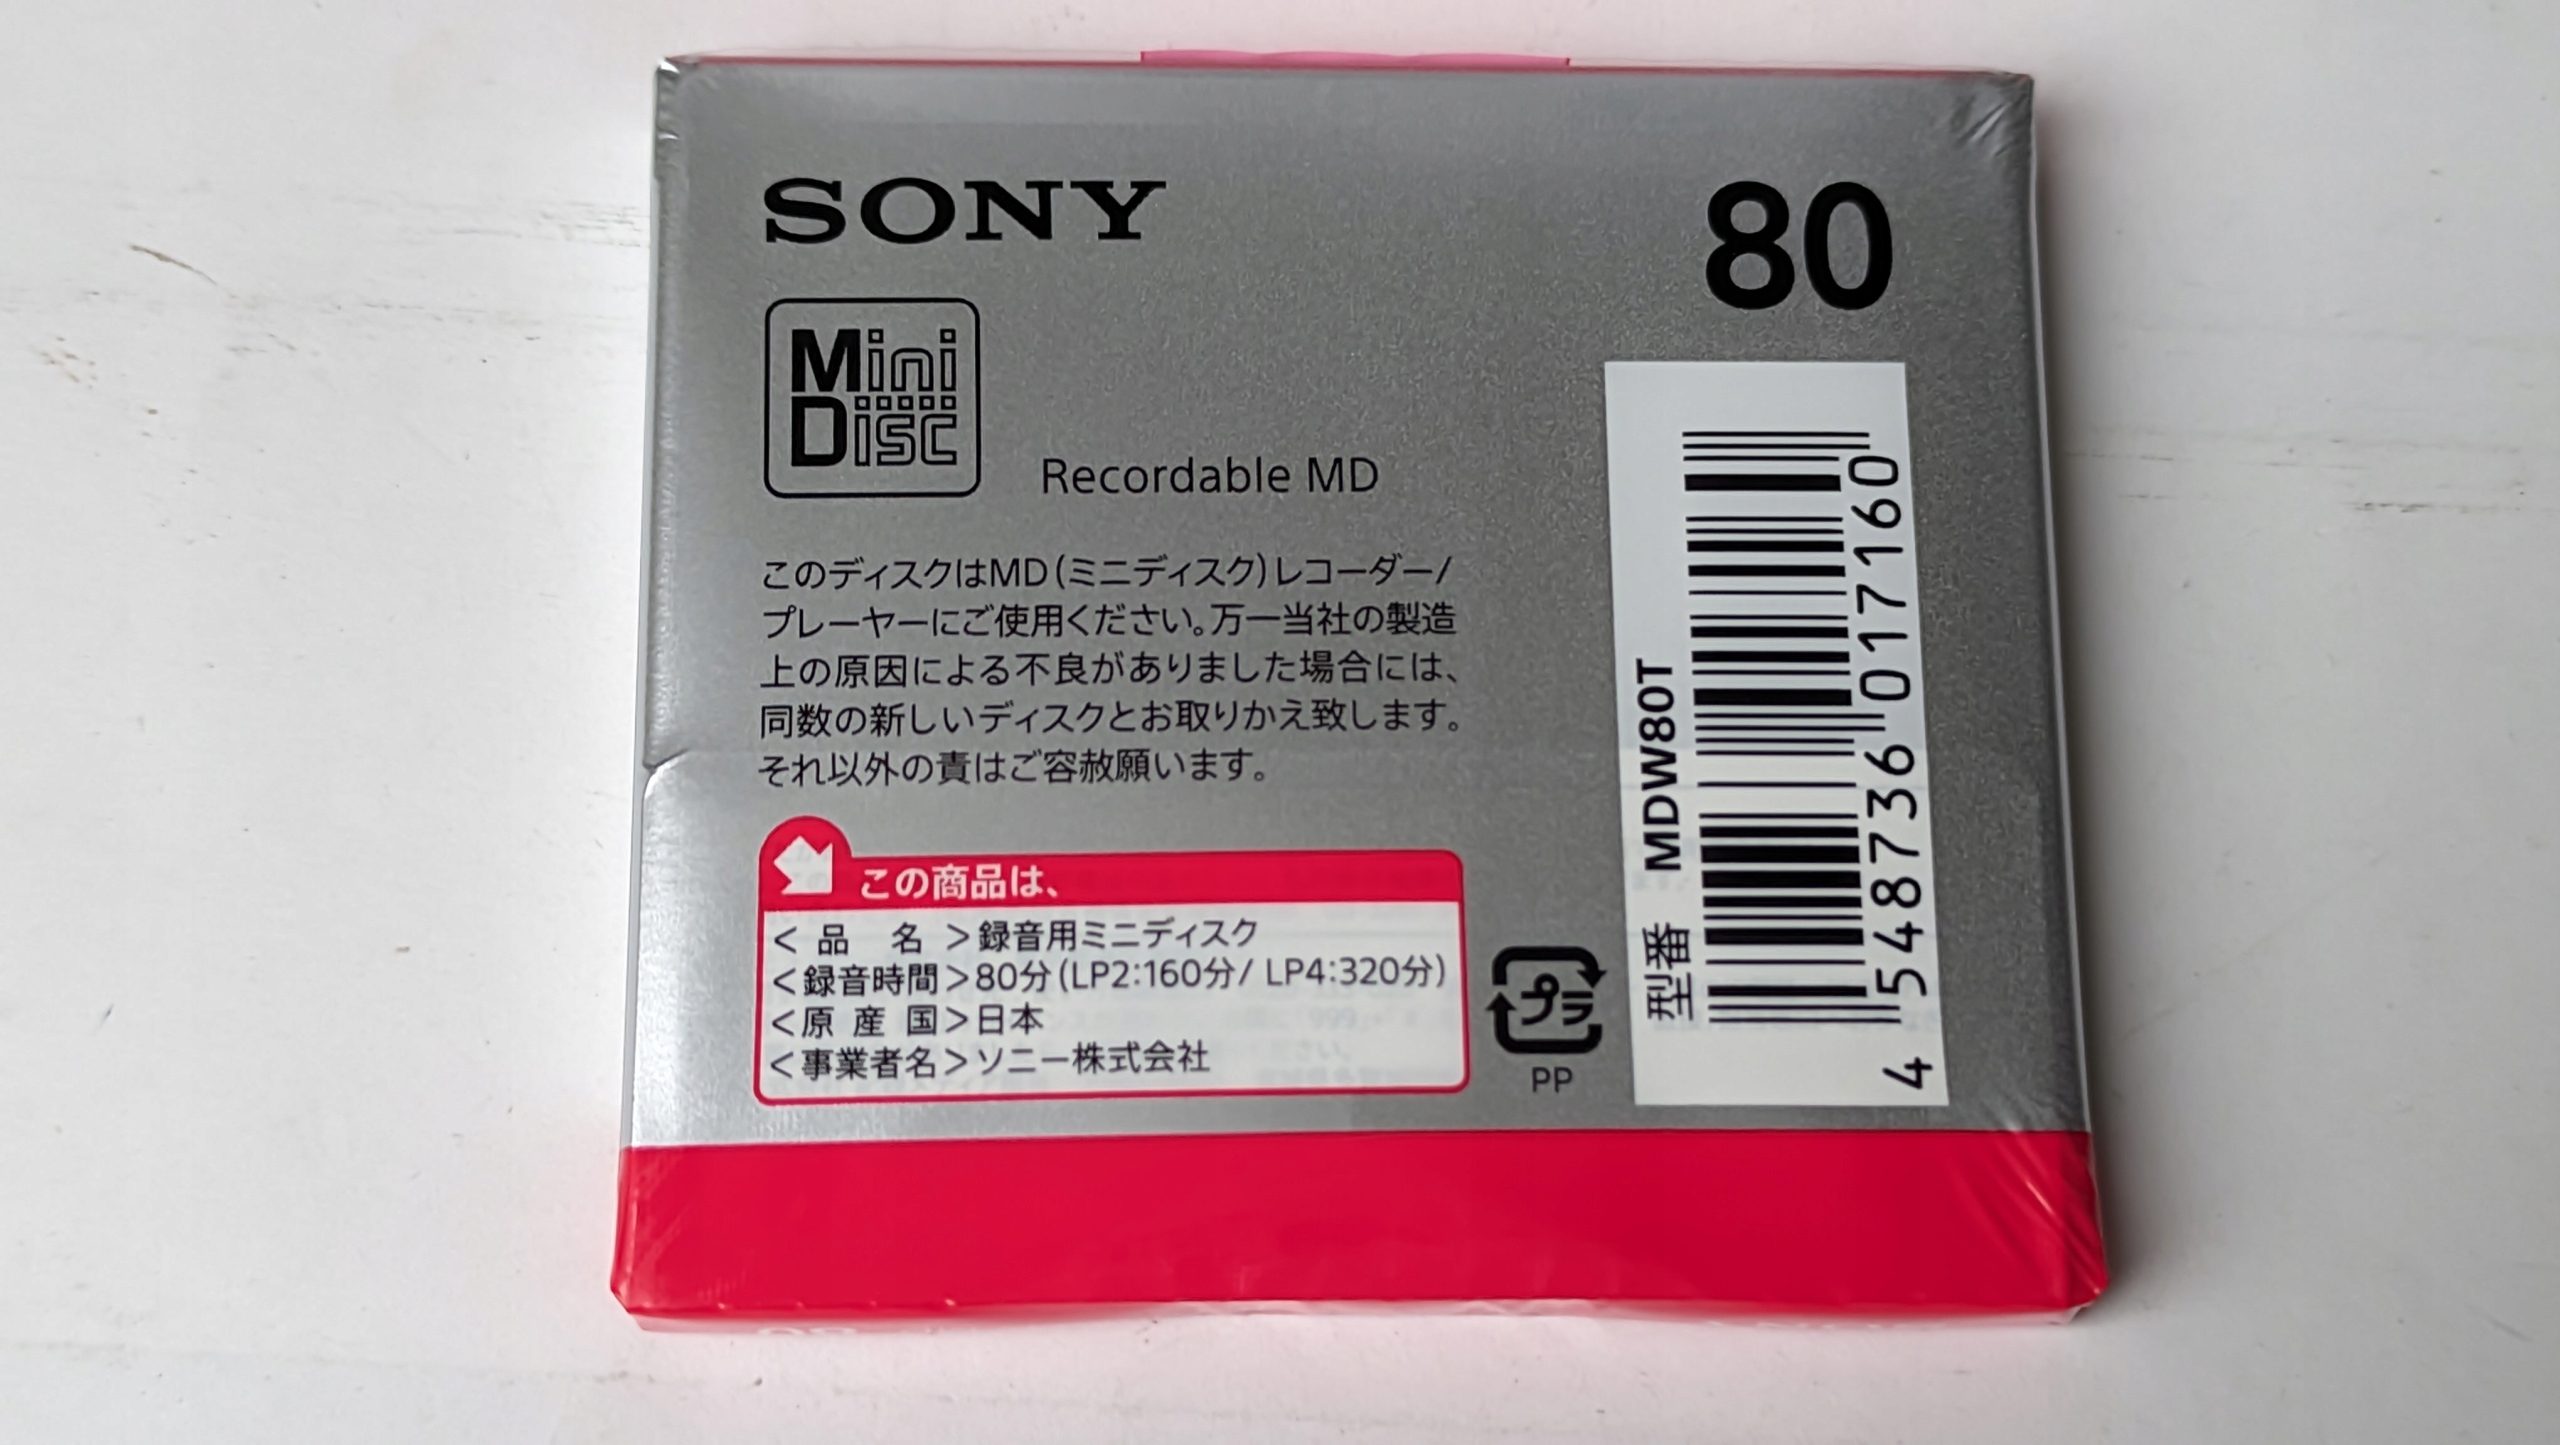 SONY
80
Mini
Disc
Recordable MD
このディスクはMD(ミニディスク)レコーダー/
プレーヤーにご使用ください。万一当社の製造
上の原因による不良がありました場合には、
同数の新しいディスクとお取りかえ致します。
それ以外の責はご容赦願います。
この商品は、
<品 名>録音用ミニディスク
<録音時間>80分(LP2:160分/ LP4:320分)
<原 産 国>日本
<事業者名>ソニー株式会社
プラ
PP
型番 MDW80T
4 548736 017160